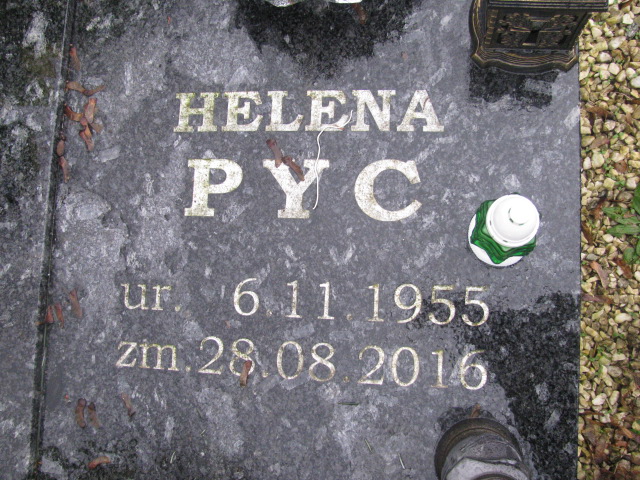 HELENA
PYC
ur. 6.11.1955
zm.28.08.2016